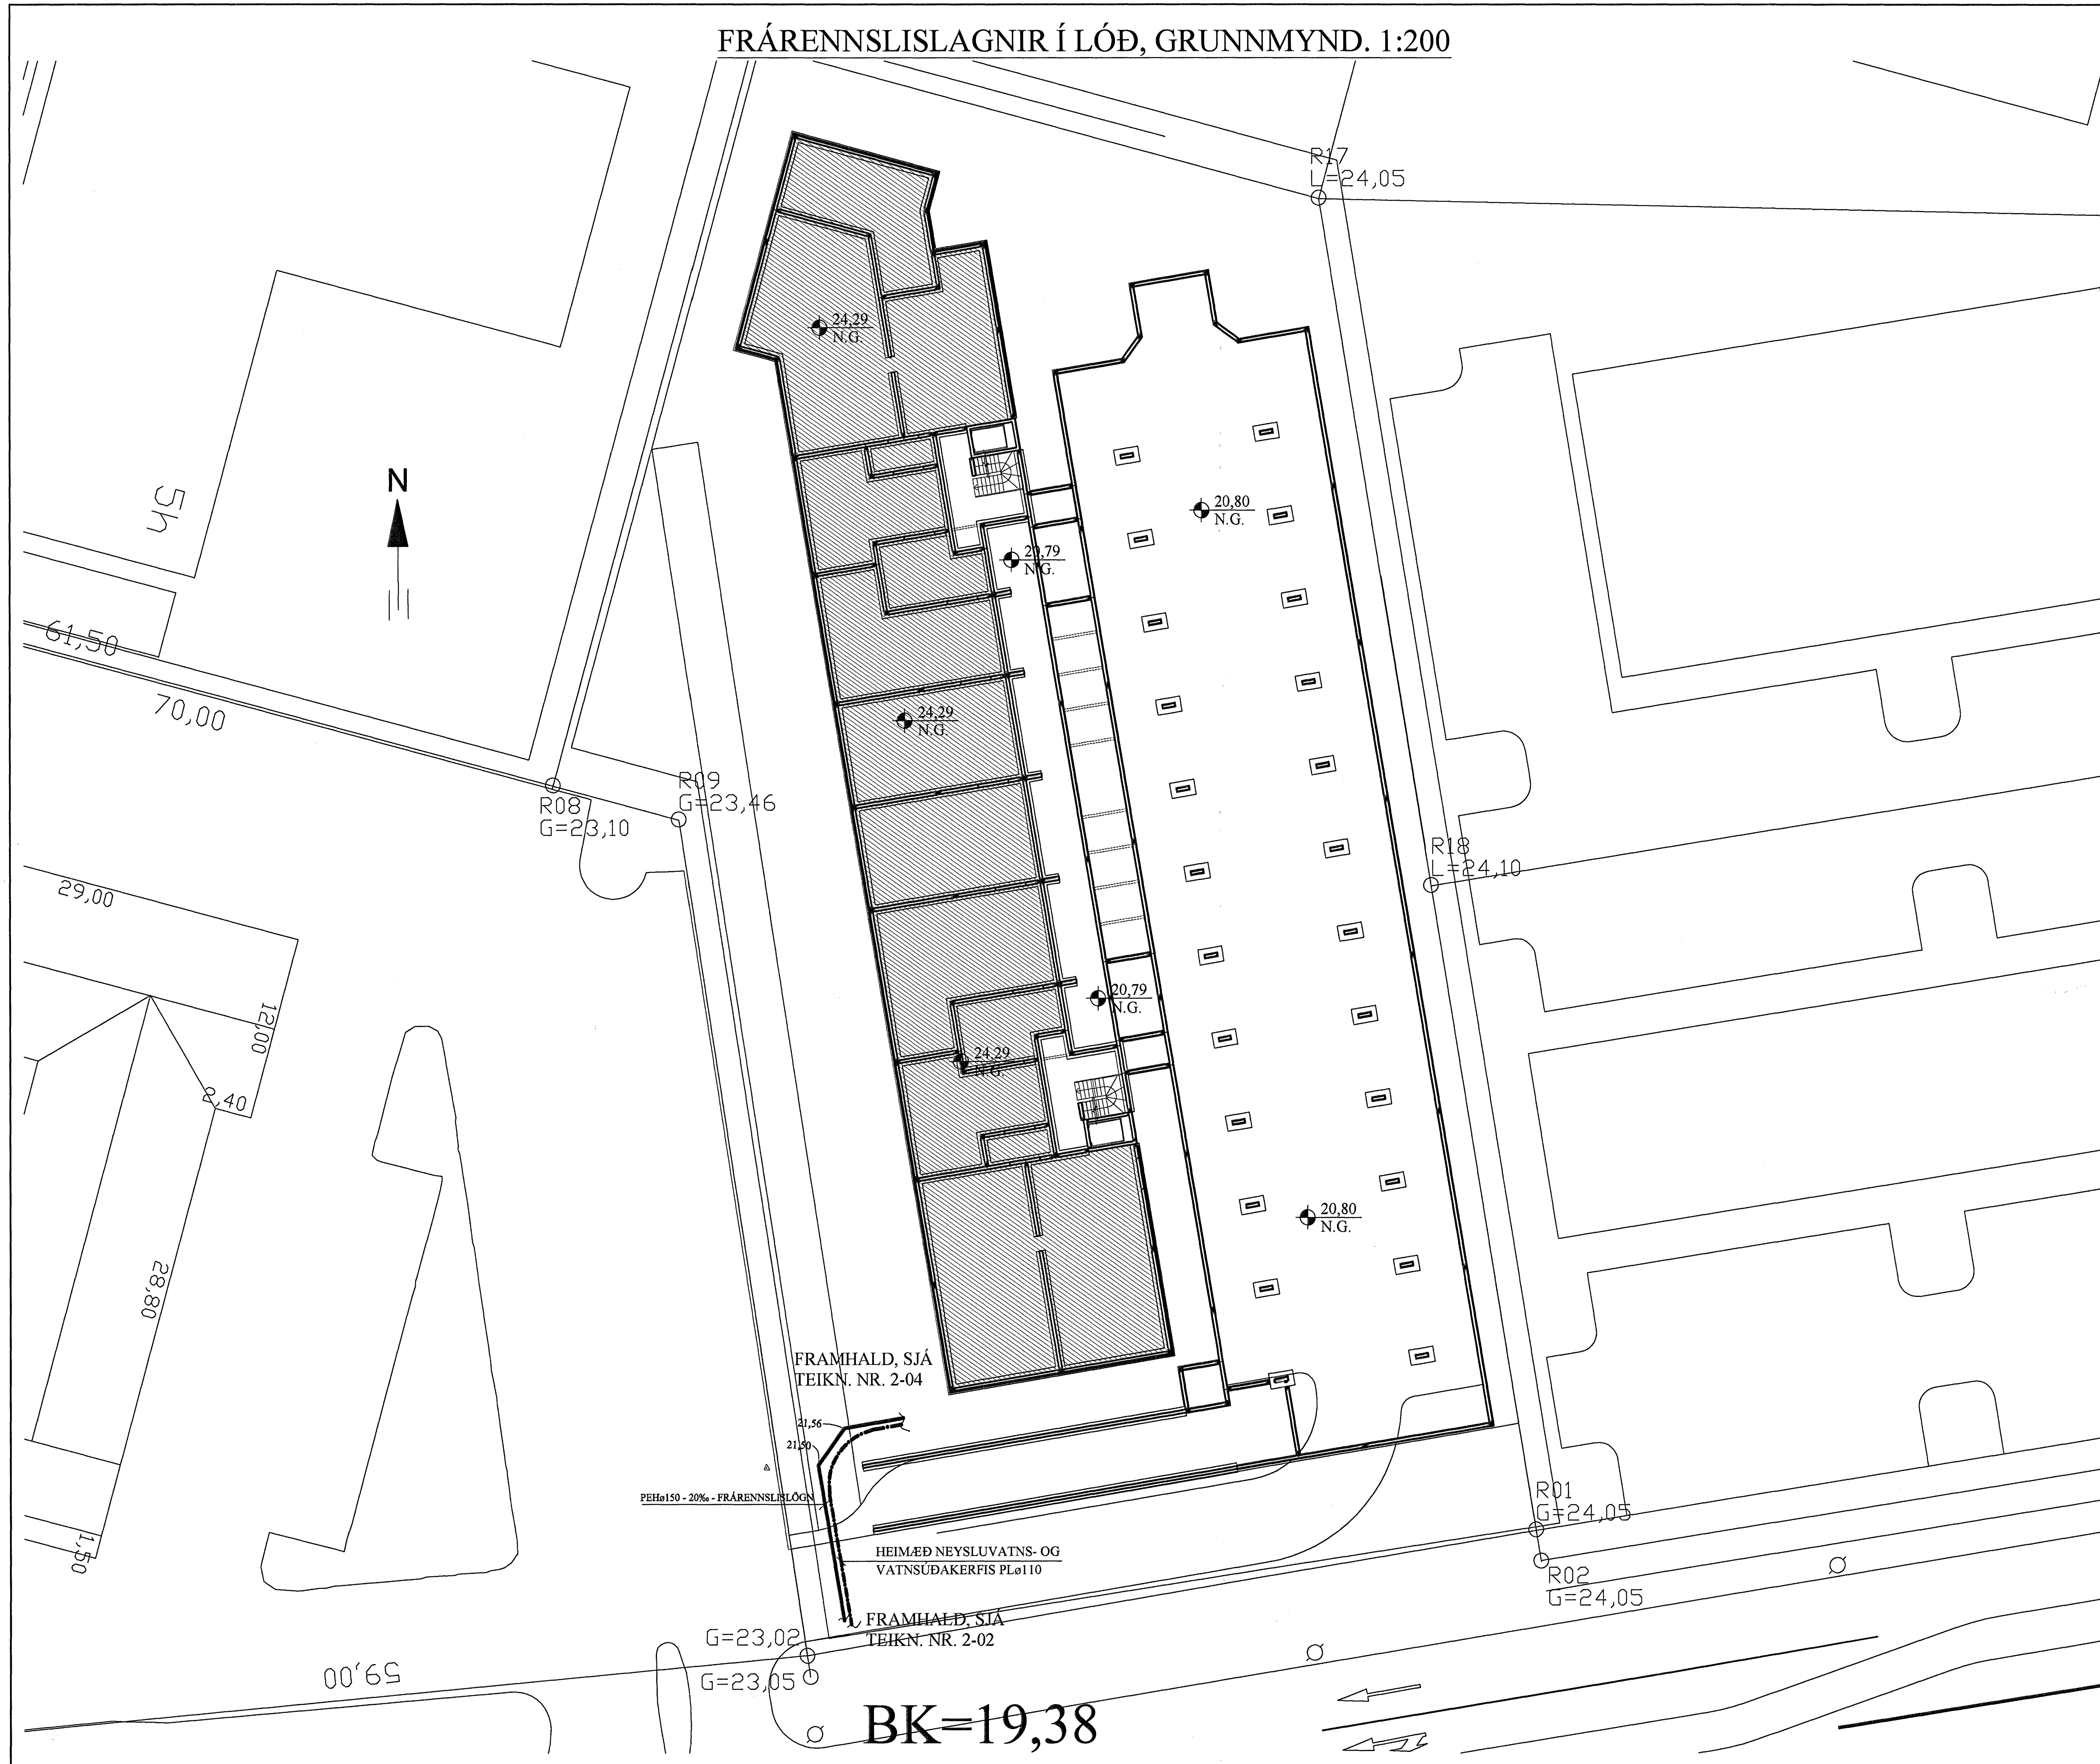 FRÁRENNSLISLAGNIR Í LÓÐ, GRUNNMYND. 1:200
R17
L=24,05
24,29
N.G.
N
5h
20,80
N.G.
20,79
N.G.
61,50
70,00
24,29
N.G.
R08
G=23,10
R09
G=23,46
R18
L=24,10
29,00
12,00
2,40
20,79
N.G.
24,29
N.G.
28,80
20,80
N.G.
FRAMHALD, SJÁ
TEIKN. NR. 2-04
21,56
21,50
PEHø150 - 20‰ - FRÁRENNSLISLÖGN
R01
G=24,05
1,50
HEIMÆÐ NEYSLUVATNS- OG
VATNSÚÐAKERFIS PLø110
R02
G=24,05
FRAMHALD, SJÁ
TEIKN. NR. 2-02
G=23,02
G=23,05
59,00
BK=19,38